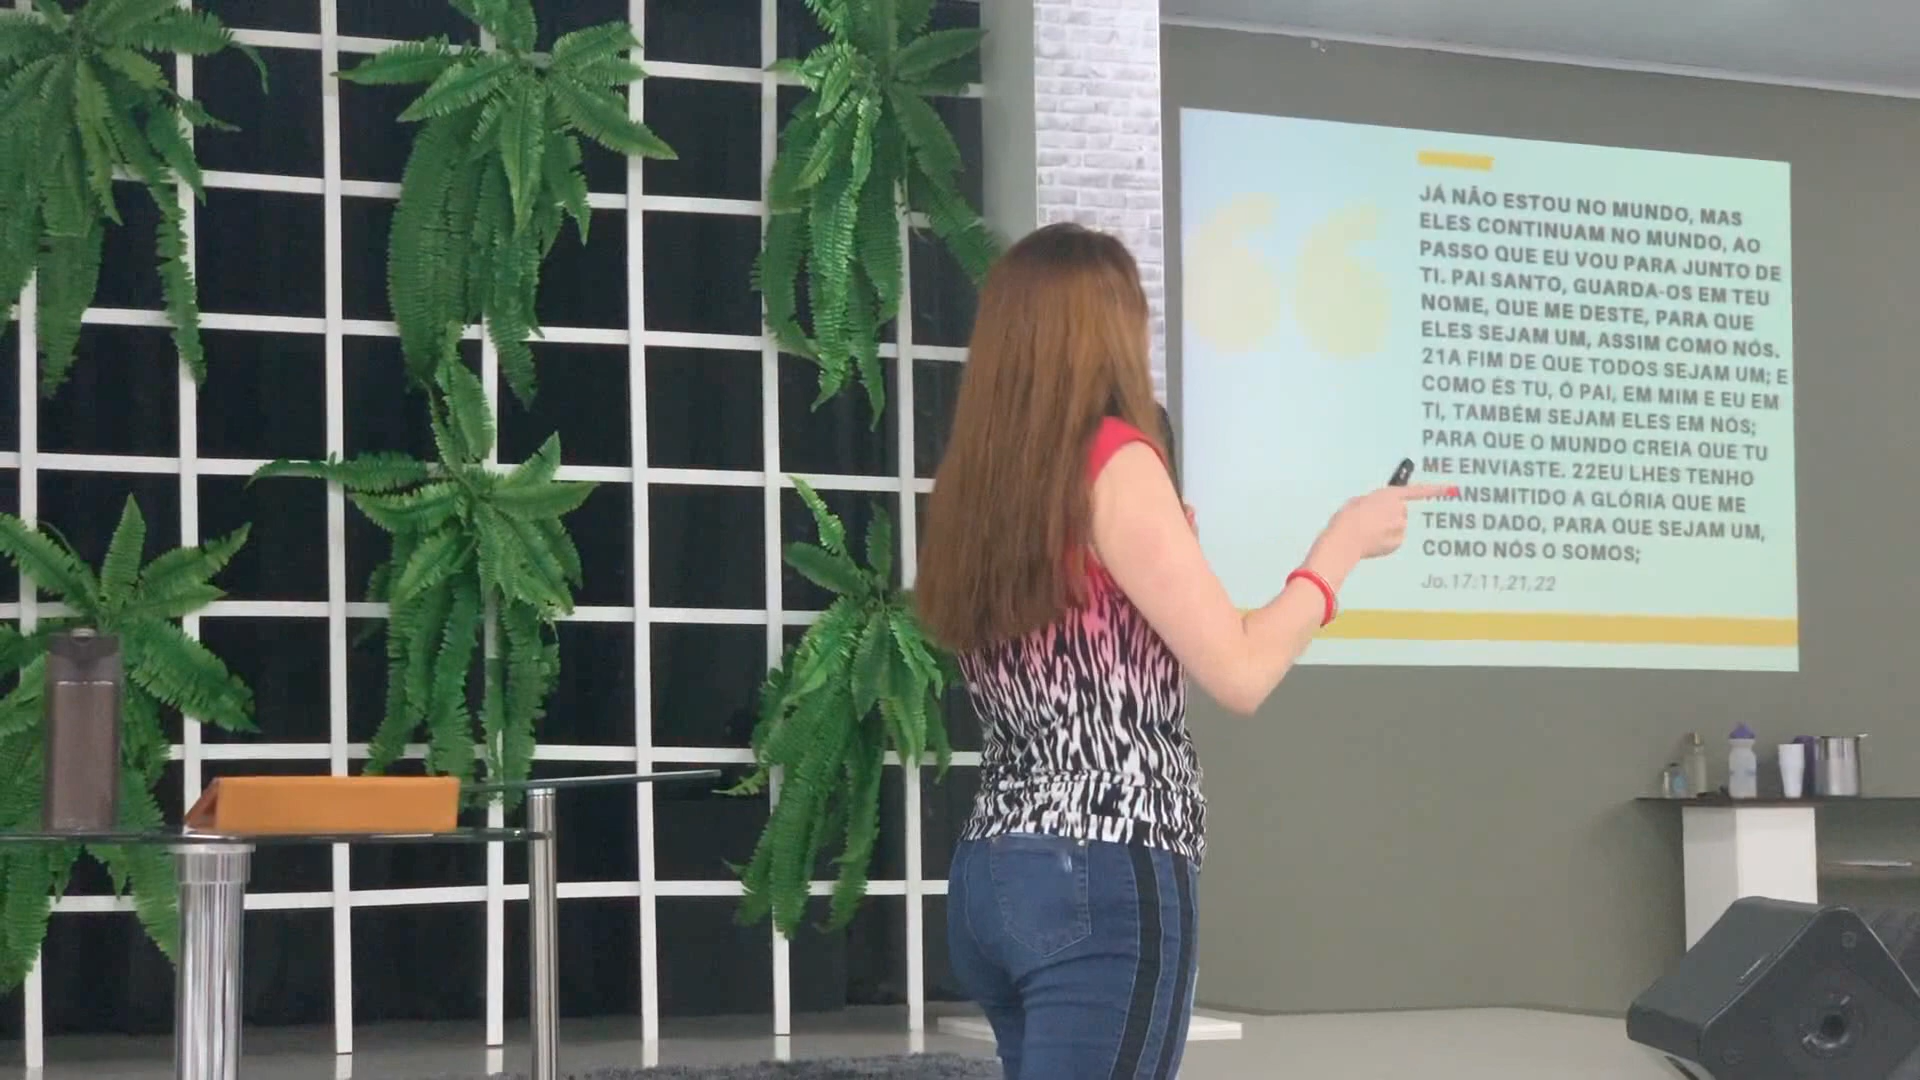 JÁ NÃO ESTOU NO MUNDO, MAS
ELES CONTINUAM NO MUNDO, AO
PASSO QUE EU VOU PARA JUNTO DE
TI. PAI SANTO, GUARDA-OS EM TEU
NOME, QUE ME DESTE, PARA QUE
ELES SEJAM UM, ASSIM COMO NÓS.
21A FIM DE QUE TODOS SEJAM UM; E
COMO ÉS TU, Ó PAI, EM MIM E EU EM
TI, TAMBÉM SEJAM ELES EM NÓS;
PARA QUE O MUNDO CREIA QUE TU
ME ENVIASTE. 22EU LHES TENHO
TRANSMITIDO A GLÓRIA QUE ME
TENS DADO, PARA QUE SEJAM UM,
COMO NÓS O SOMOS;
Jo.17:11,21,22